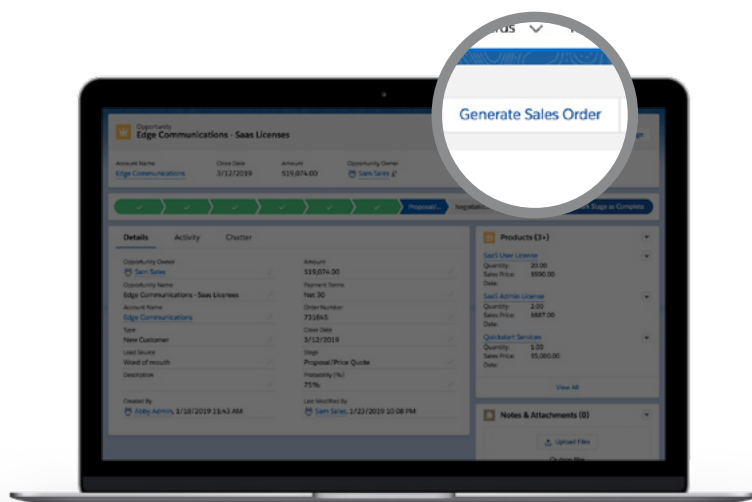 Generate Sales Order
Opportunity
Edge Communications - Saas Licenses
Account Name Close Date Amount Opportunity Owner
Edge Communications 3/12/2019 $19,074.00 Sam Sales
Proposal/... Stage as Complete
Details Activity Chatter
Opportunity Owner Amount
Sam Sales $19,074.00
Opportunity Name Payment Terms
Edge Communications - Saas Licenses Net 30
Account Name Order Number
Edge Communications 731645
Type Close Date
New Customer 3/12/2019
Lead Source Stage
Word of mouth Proposal/Price Quote
Description Probability (%)
75%
Created By Last Modified By
Abby Admin, 1/18/2019 11:43 AM Sam Sales, 1/23/2019 10:08 PM
Products (3+)
SaaS User License
Quantity: 20.00
Sales Price: $590.00
Date:
SaaS Admin License
Quantity: 2.00
Sales Price: $687.00
Date:
Quickstart Services
Quantity: 1.00
Sales Price: $5,000.00
Date:
View All
Notes & Attachments (0)
Upload Files